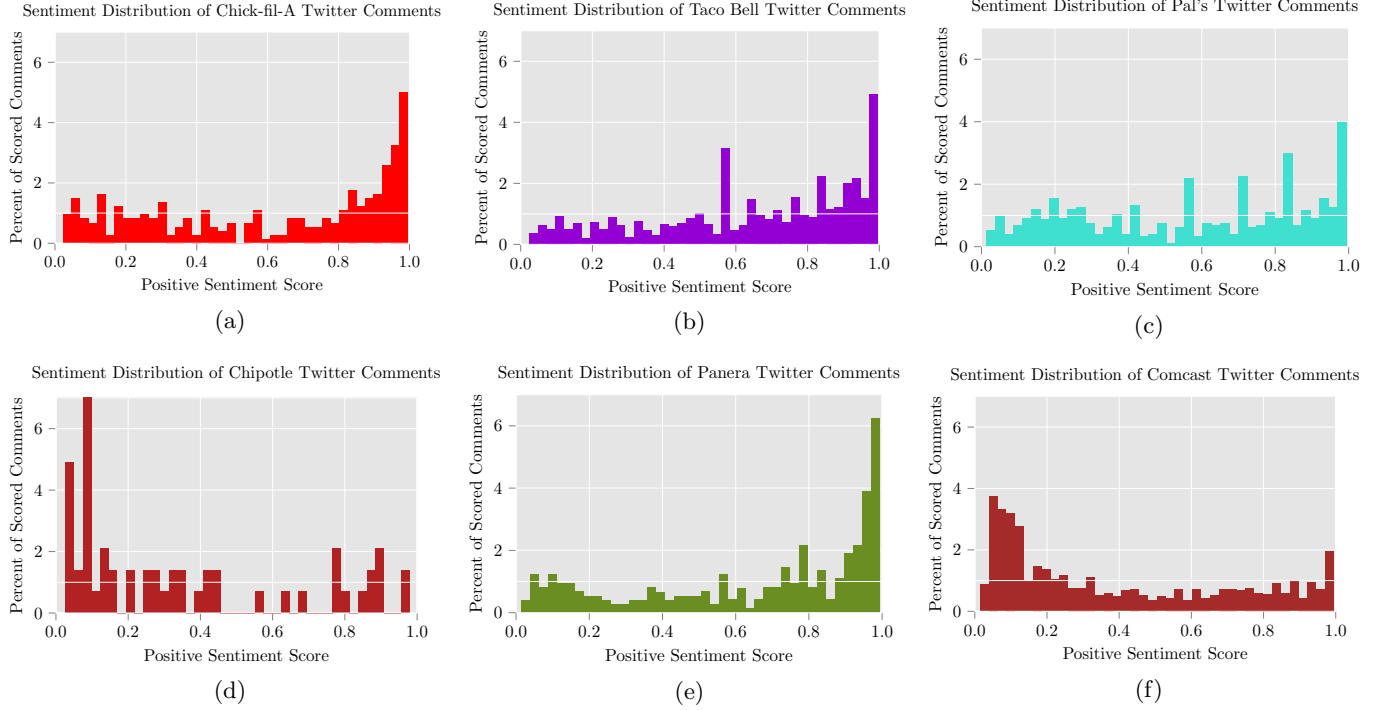 Sentiment Distribution of Chick-fil-A Twitter Comments
Percent of Scored Comments
6
4
2
0
0.0 0.2 0.4 0.6 0.8 1.0
Positive Sentiment Score
(a)
Sentiment Distribution of Taco Bell Twitter Comments
Percent of Scored Comments
6
4
2
0
0.0 0.2 0.4 0.6 0.8 1.0
Positive Sentiment Score
(b)
Sentiment Distribution of Pal's Twitter Comments
Percent of Scored Comments
6
4
2
0
0.0 0.2 0.4 0.6 0.8 1.0
Positive Sentiment Score
(c)
Sentiment Distribution of Chipotle Twitter Comments
Percent of Scored Comments
6
4
2
0
0.0 0.2 0.4 0.6 0.8 1.0
Positive Sentiment Score
(d)
Sentiment Distribution of Panera Twitter Comments
Percent of Scored Comments
6
4
2
0
0.0 0.2 0.4 0.6 0.8 1.0
Positive Sentiment Score
(e)
Sentiment Distribution of Comcast Twitter Comments
Percent of Scored Comments
6
4
2
0
0.0 0.2 0.4 0.6 0.8 1.0
Positive Sentiment Score
(f)